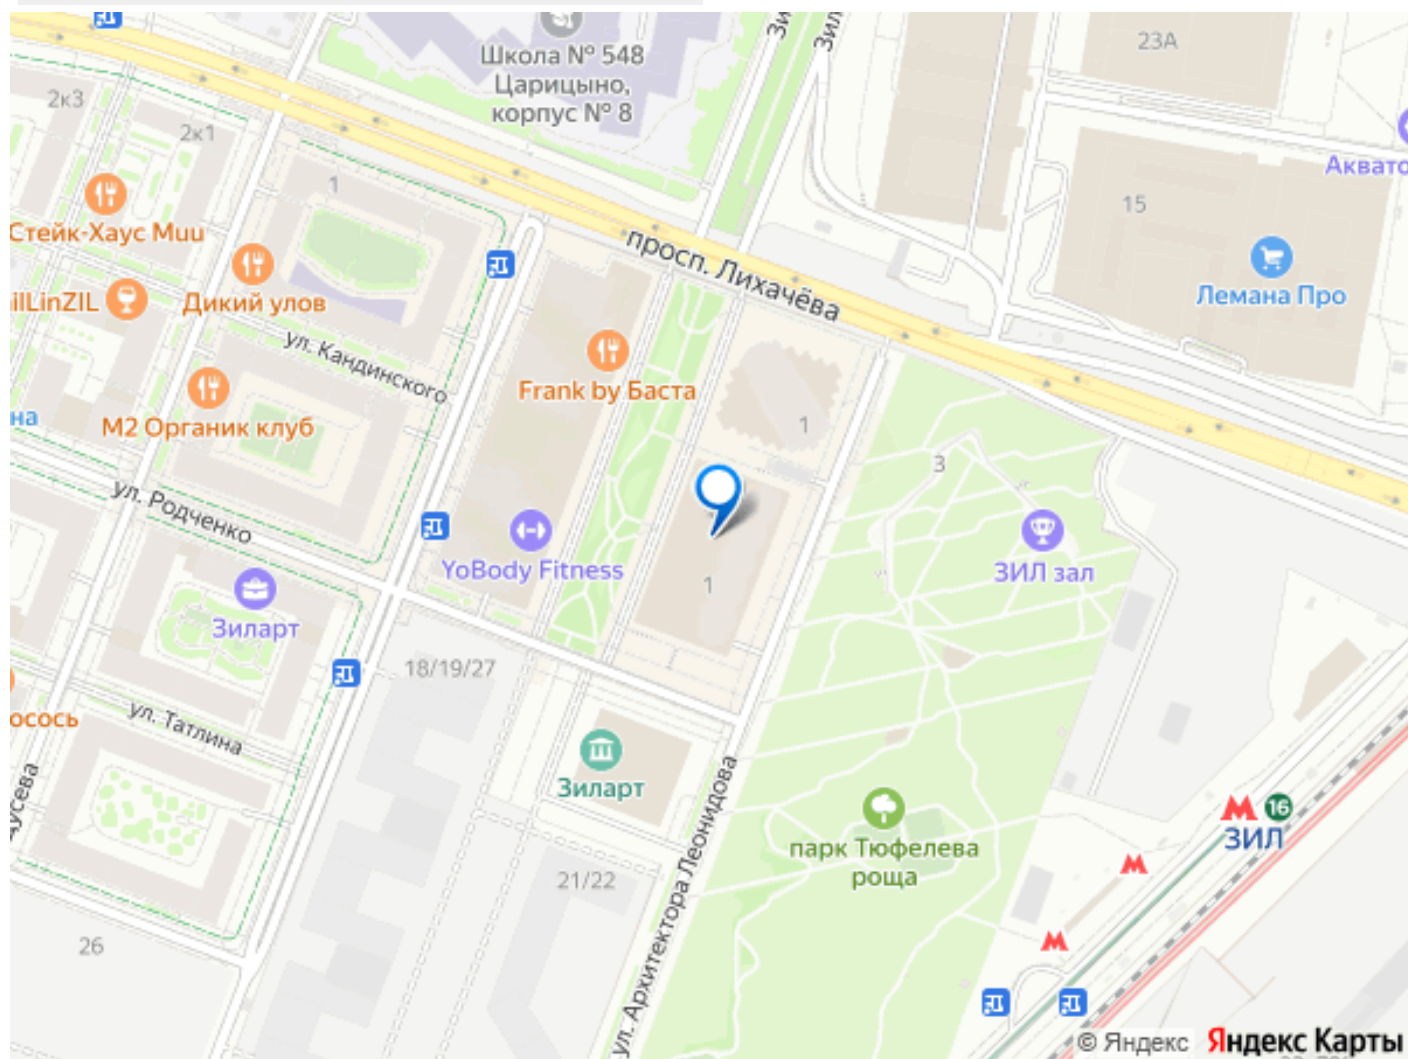 Школа № 548
Царицыно,
корпус № 8
23А
2к3
2к1
1
15
Стейк-Хаус Muu
Дикий улов
просп. Лихачёва
Лемана Про
ул. Кандинского
Frank by Баста
М2 Органик клуб
на
1
3
ул. Родченко
YoBody Fitness
ЗИЛ зал
1
Зиларт
18/19/27
ул. Татлина
Зиларт
ул. Архитектора Леонидова
парк Тюфелева
роща
16
ЗИЛ
21/22
26
© Яндекс Яндекс Карты